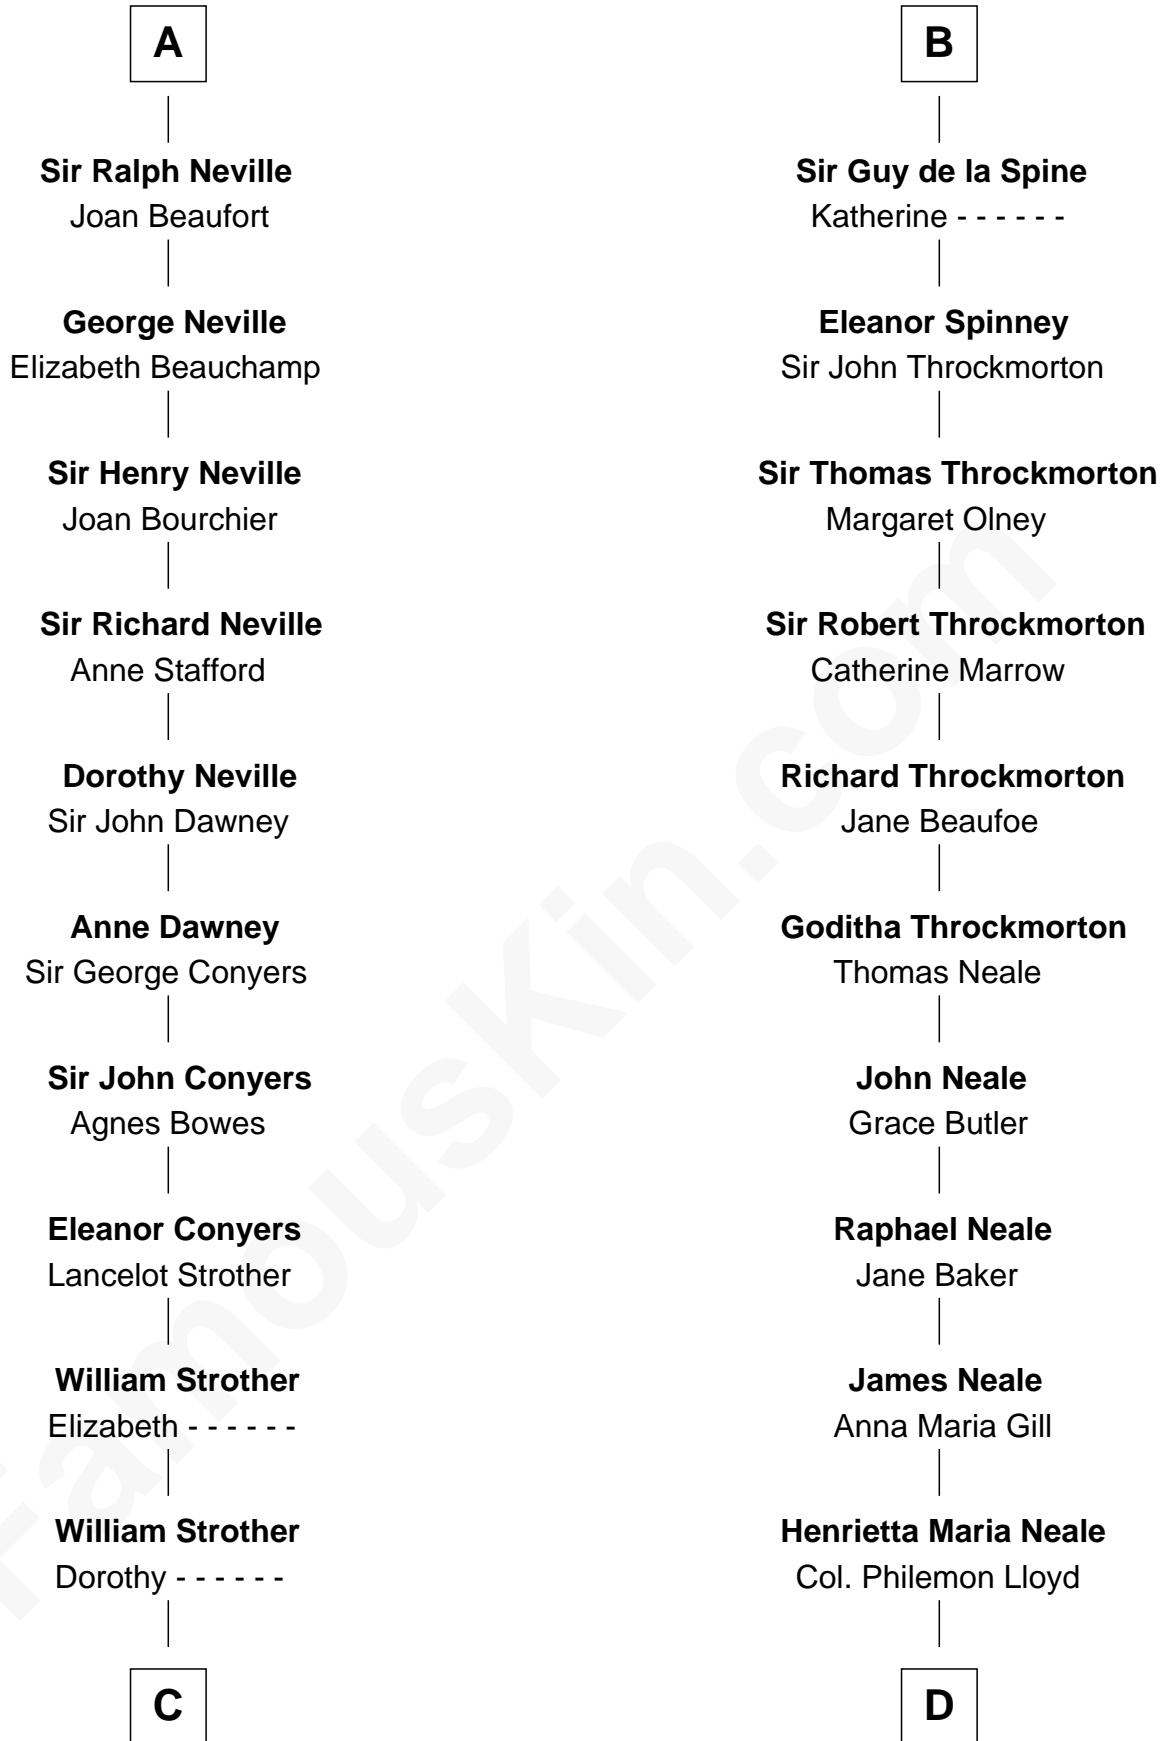 A
Sir Ralph Neville
Joan Beaufort
George Neville
Elizabeth Beauchamp
Sir Henry Neville
Joan Bourchier
Sir Richard Neville
Anne Stafford
Dorothy Neville
Sir John Dawney
Anne Dawney
Sir George Conyers
Sir John Conyers
Agnes Bowes
Eleanor Conyers
Lancelot Strother
William Strother
Elizabeth - - - - - -
William Strother
Dorothy - - - - - -
C
B
Sir Guy de la Spine
Katherine - - - - - -
Eleanor Spinney
Sir John Throckmorton
Sir Thomas Throckmorton
Margaret Olney
Sir Robert Throckmorton
Catherine Marrow
Richard Throckmorton
Jane Beaufoe
Goditha Throckmorton
Thomas Neale
John Neale
Grace Butler
Raphael Neale
Jane Baker
James Neale
Anna Maria Gill
Henrietta Maria Neale
Col. Philemon Lloyd
D
FamousKin.com